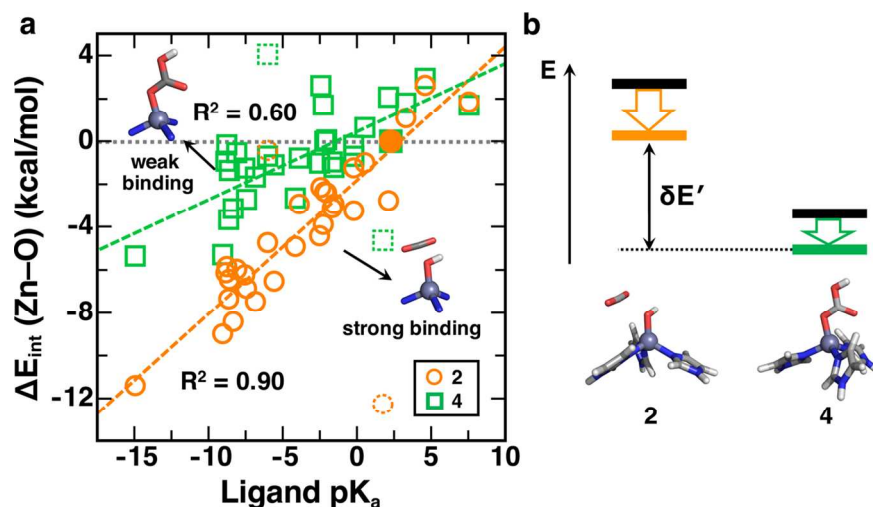 a
ΔE_int (Zn–O) (kcal/mol)
4
0
-4
-8
-12
R² = 0.60
weak
binding
strong binding
R² = 0.90
2
4
-15
-10
-5
0
5
10
Ligand pK_a
b
E
δE′
2
4